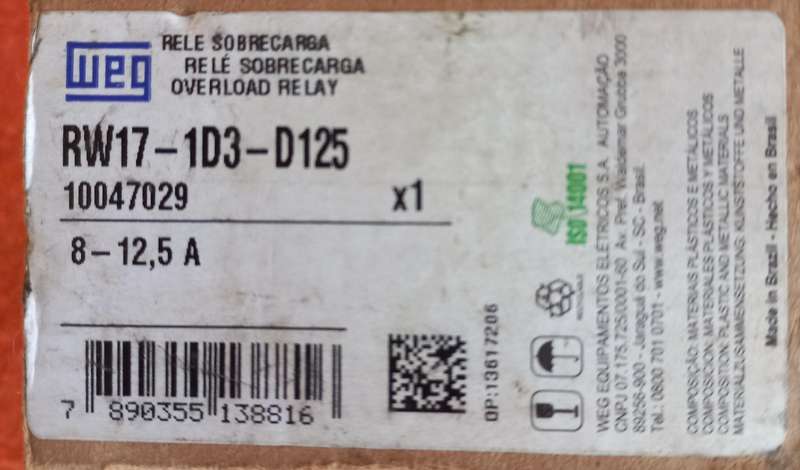 WEG
RELE SOBRECARGA
RELÉ SOBRECARGA
OVERLOAD RELAY
RW17-1D3-D125
10047029 x1
8-12,5 A
7 890355 138816
OP:13617206
ISO 14001
WEG EQUIPAMENTOS ELÉTRICOS S.A. AUTOMAÇÃO
CNPJ 07.175.725/0001-60 Av. Pref. Waldemar Grubba 3000
89256-900 - Jaraguá do Sul - SC - Brasil
Tel.: 0800 701 0701 - www.weg.net
COMPOSIÇÃO: MATERIAS PLÁSTICOS E METÁLICOS
COMPOSICION: MATERIALES PLÁSTICOS Y METÁLICOS
COMPOSITION: PLASTIC AND METALLIC MATERIALS
MATERIALZUSAMMENSETZUNG: KUNSTSTOFFE UND METALLE
Made in Brazil - Hecho en Brasil